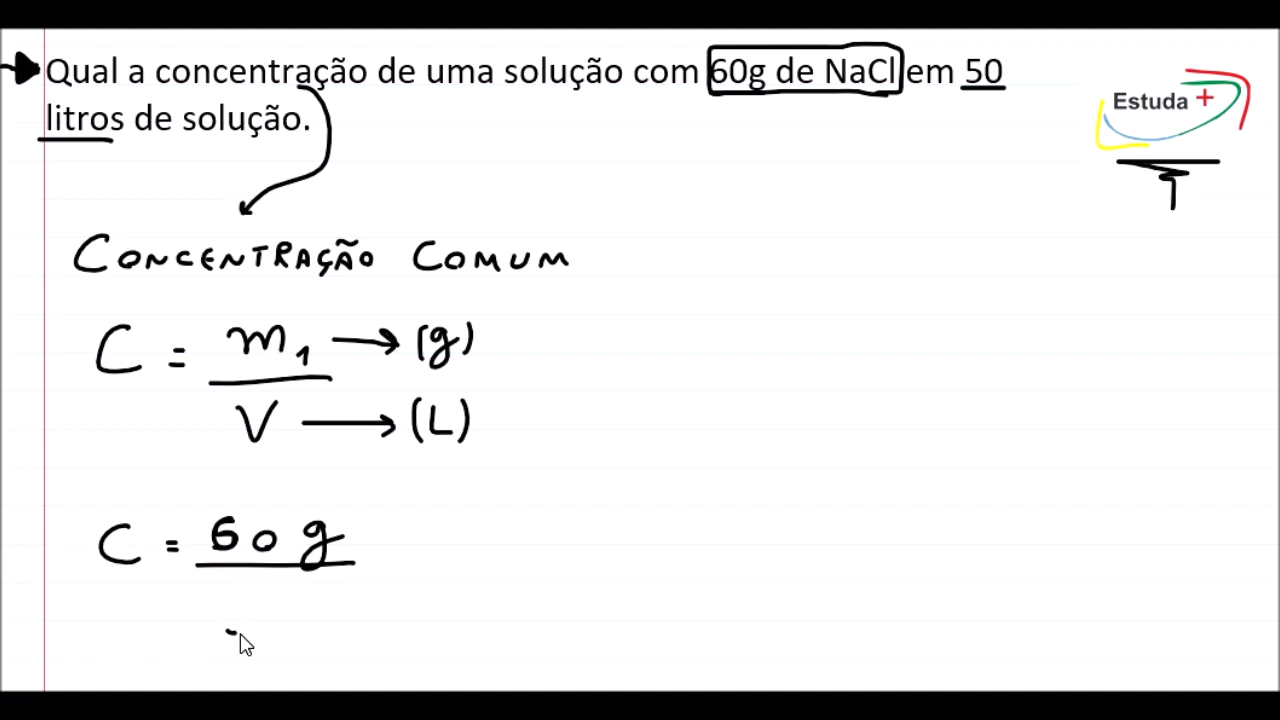 Qual a concentração de uma solução com 60g de NaCl em 50
litros de solução.
Estuda +
CONCENTRAÇÃO COMUM
C = m₁ → (g)
V → (L)
C = 60 g